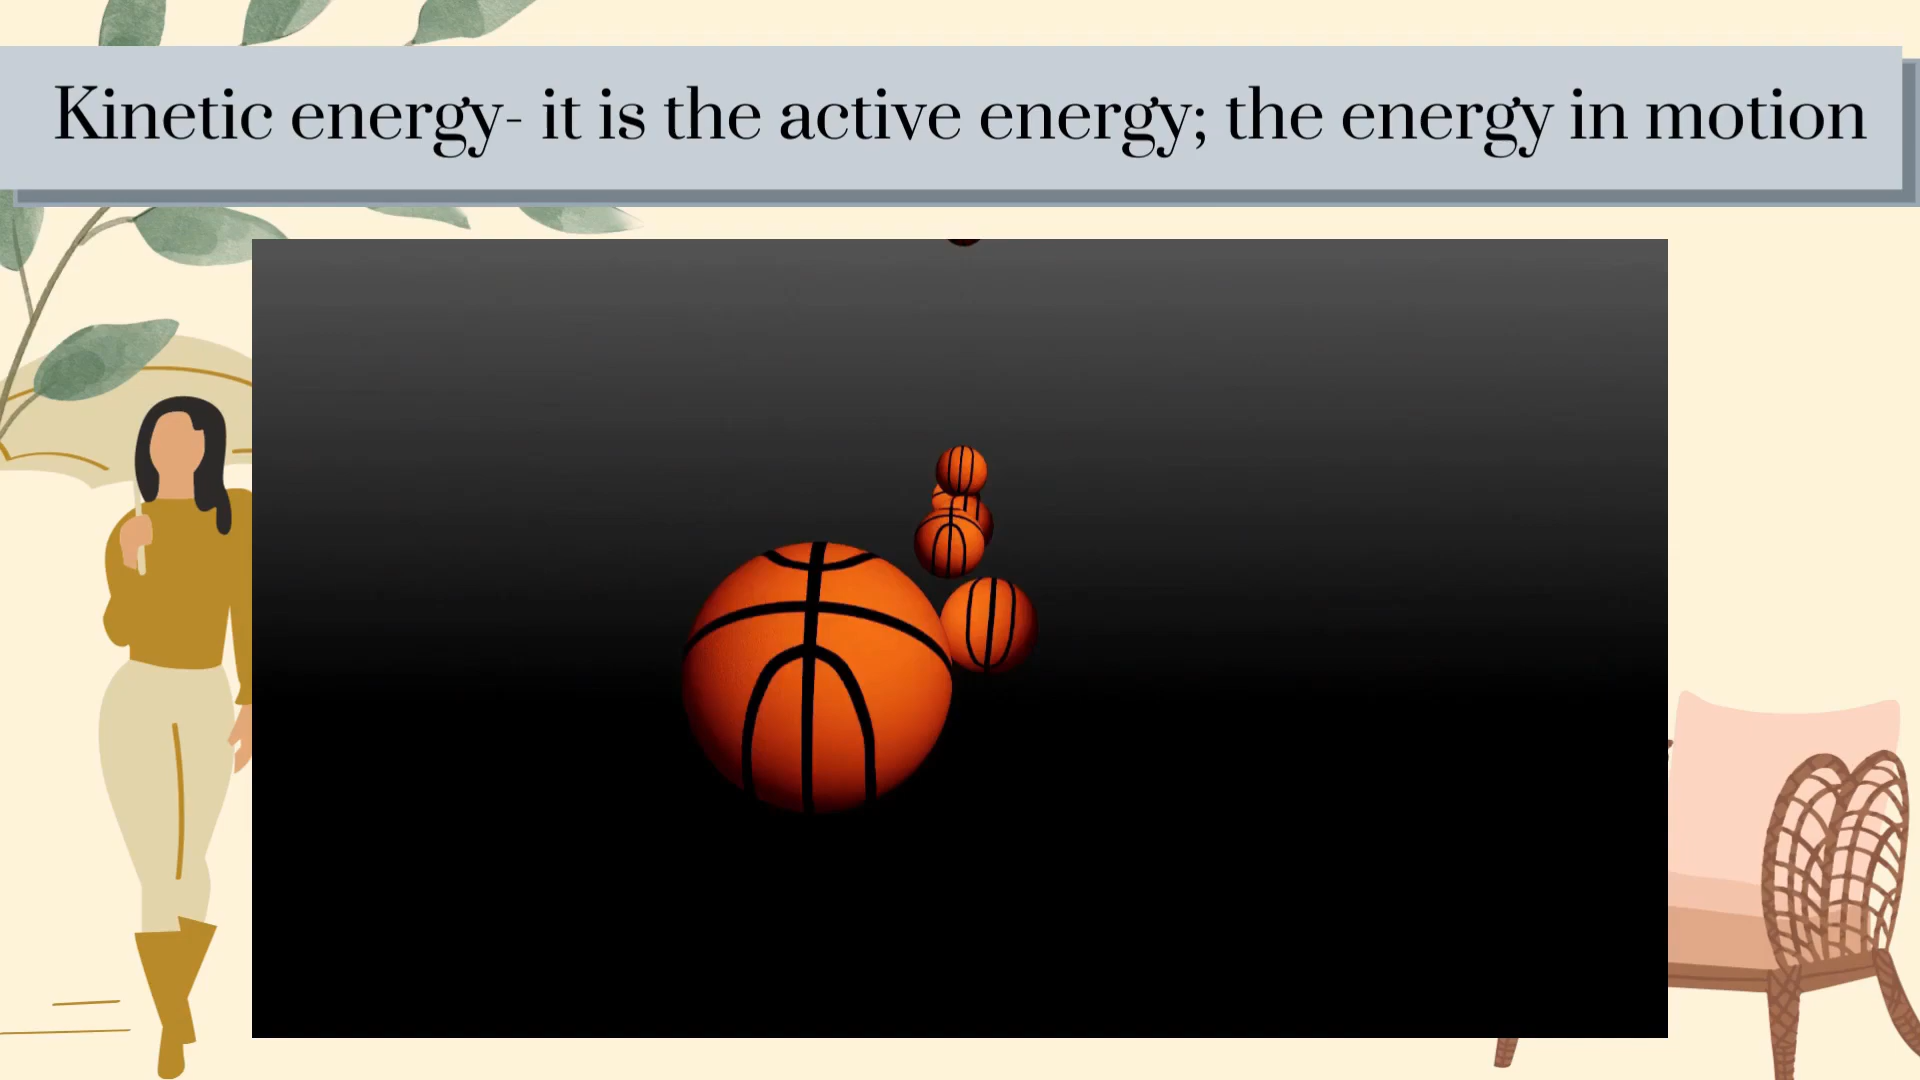 Kinetic energy- it is the active energy; the energy in motion